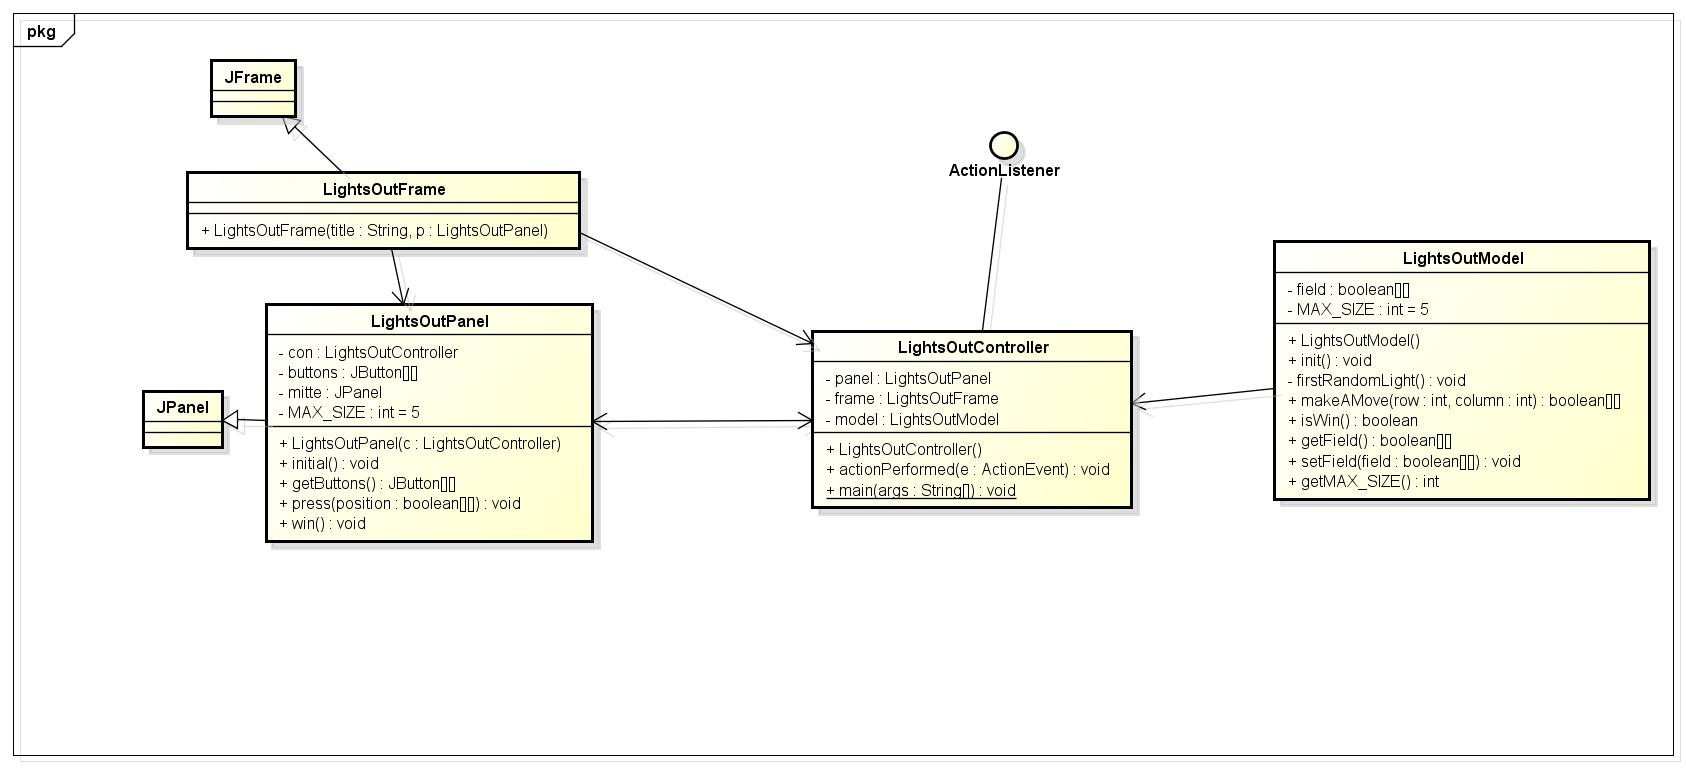 pkg
JFrame
ActionListener
LightsOutFrame
+ LightsOutFrame(title : String, p : LightsOutPanel)
LightsOutPanel
- con : LightsOutController
- buttons : JButton[][]
- mitte : JPanel
- MAX_SIZE : int = 5
+ LightsOutPanel(c : LightsOutController)
+ initial() : void
+ getButtons() : JButton[][]
+ press(position : boolean[][]) : void
+ win() : void
JPanel
LightsOutController
- panel : LightsOutPanel
- frame : LightsOutFrame
- model : LightsOutModel
+ LightsOutController()
+ actionPerformed(e : ActionEvent) : void
+ main(args : String[]) : void
LightsOutModel
- field : boolean[][]
- MAX_SIZE : int = 5
+ LightsOutModel()
+ init() : void
- firstRandomLight() : void
+ makeAMove(row : int, column : int) : boolean[][]
+ isWin() : boolean
+ getField() : boolean[][]
+ setField(field : boolean[][]) : void
+ getMAX_SIZE() : int